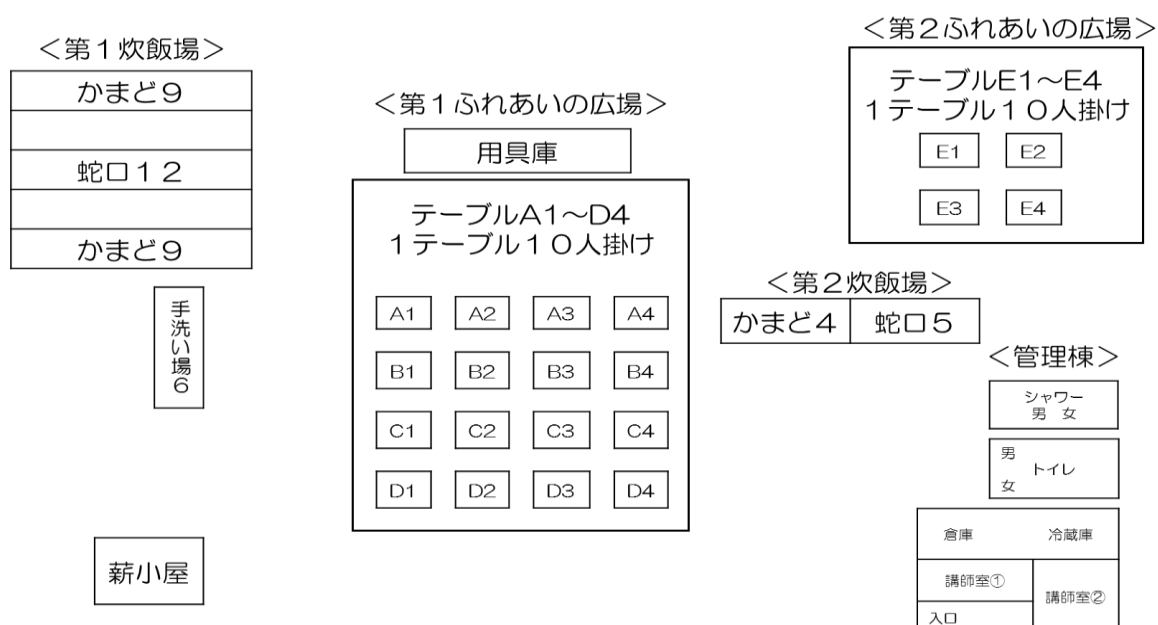 ＜第１炊飯場＞
かまど９
蛇口１２
かまど９
手洗い場６
薪小屋
＜第１ふれあいの広場＞
用具庫
テーブルA１～D４
１テーブル１０人掛け
A1 A2 A3 A4
B1 B2 B3 B4
C1 C2 C3 C4
D1 D2 D3 D4
＜第２ふれあいの広場＞
テーブルE１～E４
１テーブル１０人掛け
E1 E2
E3 E4
＜第２炊飯場＞
かまど４ 蛇口５
＜管理棟＞
シャワー
男 女
男
トイレ
女
倉庫 冷蔵庫
講師室①
講師室②
入口